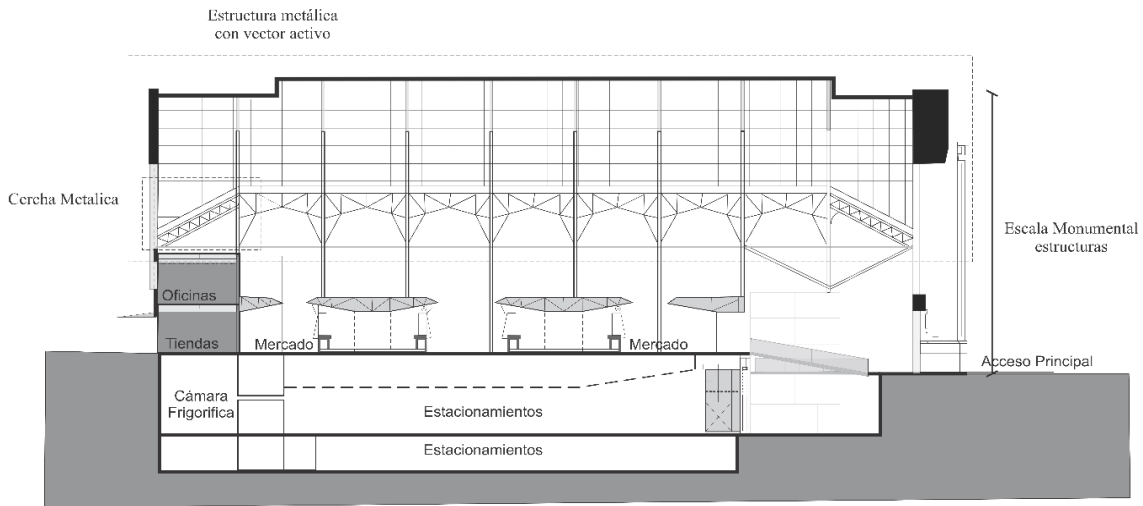 Estructura metálica
con vector activo
Cercha Metalica
Escala Monumental
estructuras
Oficinas
Tiendas
Mercado
Mercado
Acceso Principal
Cámara
Frigorifica
Estacionamientos
Estacionamientos